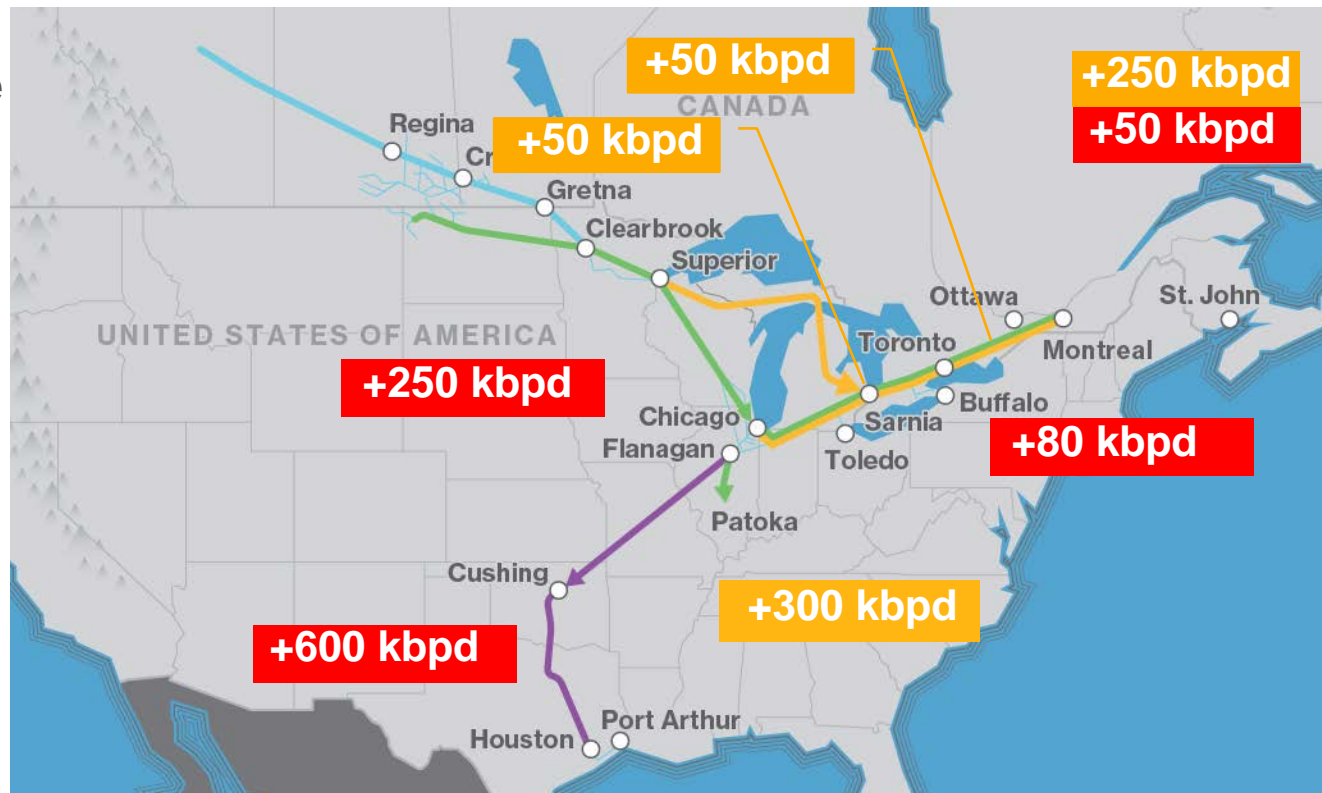 e
+50 kbpd
+250 kbpd
+50 kbpd
CANADA
+50 kbpd
Regina
Cr
Gretna
Clearbrook
Superior
Ottawa
St. John
UNITED STATES OF AMERICA
Toronto
Montreal
+250 kbpd
Buffalo
Chicago
Sarnia
Flanagan
Toledo
+80 kbpd
Patoka
Cushing
+300 kbpd
+600 kbpd
Port Arthur
Houston